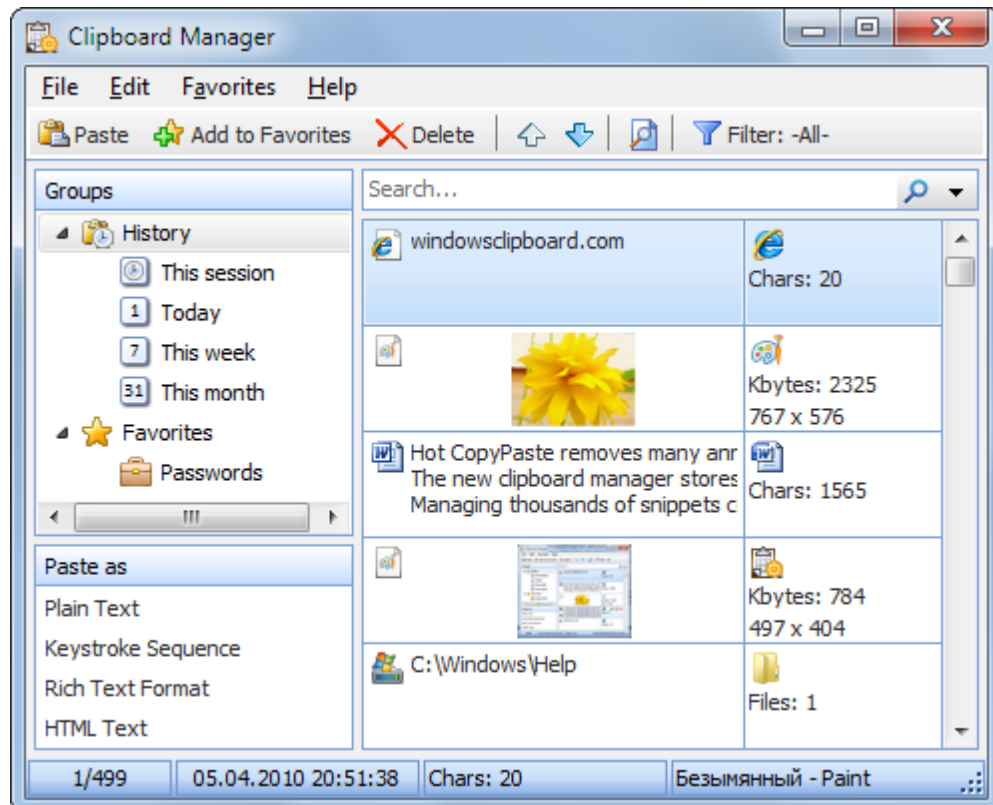 Clipboard Manager
File Edit Favorites Help
Paste Add to Favorites Delete Filter: -All-
Groups
History
This session
1 Today
7 This week
31 This month
Favorites
Passwords
Paste as
Plain Text
Keystroke Sequence
Rich Text Format
HTML Text
Search...
windowsclipboard.com
Chars: 20
Kbytes: 2325
767 x 576
Hot CopyPaste removes many
The new clipboard manager stores
Managing thousands of snippets
Chars: 1565
Kbytes: 784
497 x 404
C:\Windows\Help
Files: 1
1/499 05.04.2010 20:51:38 Chars: 20 Безымянный - Paint